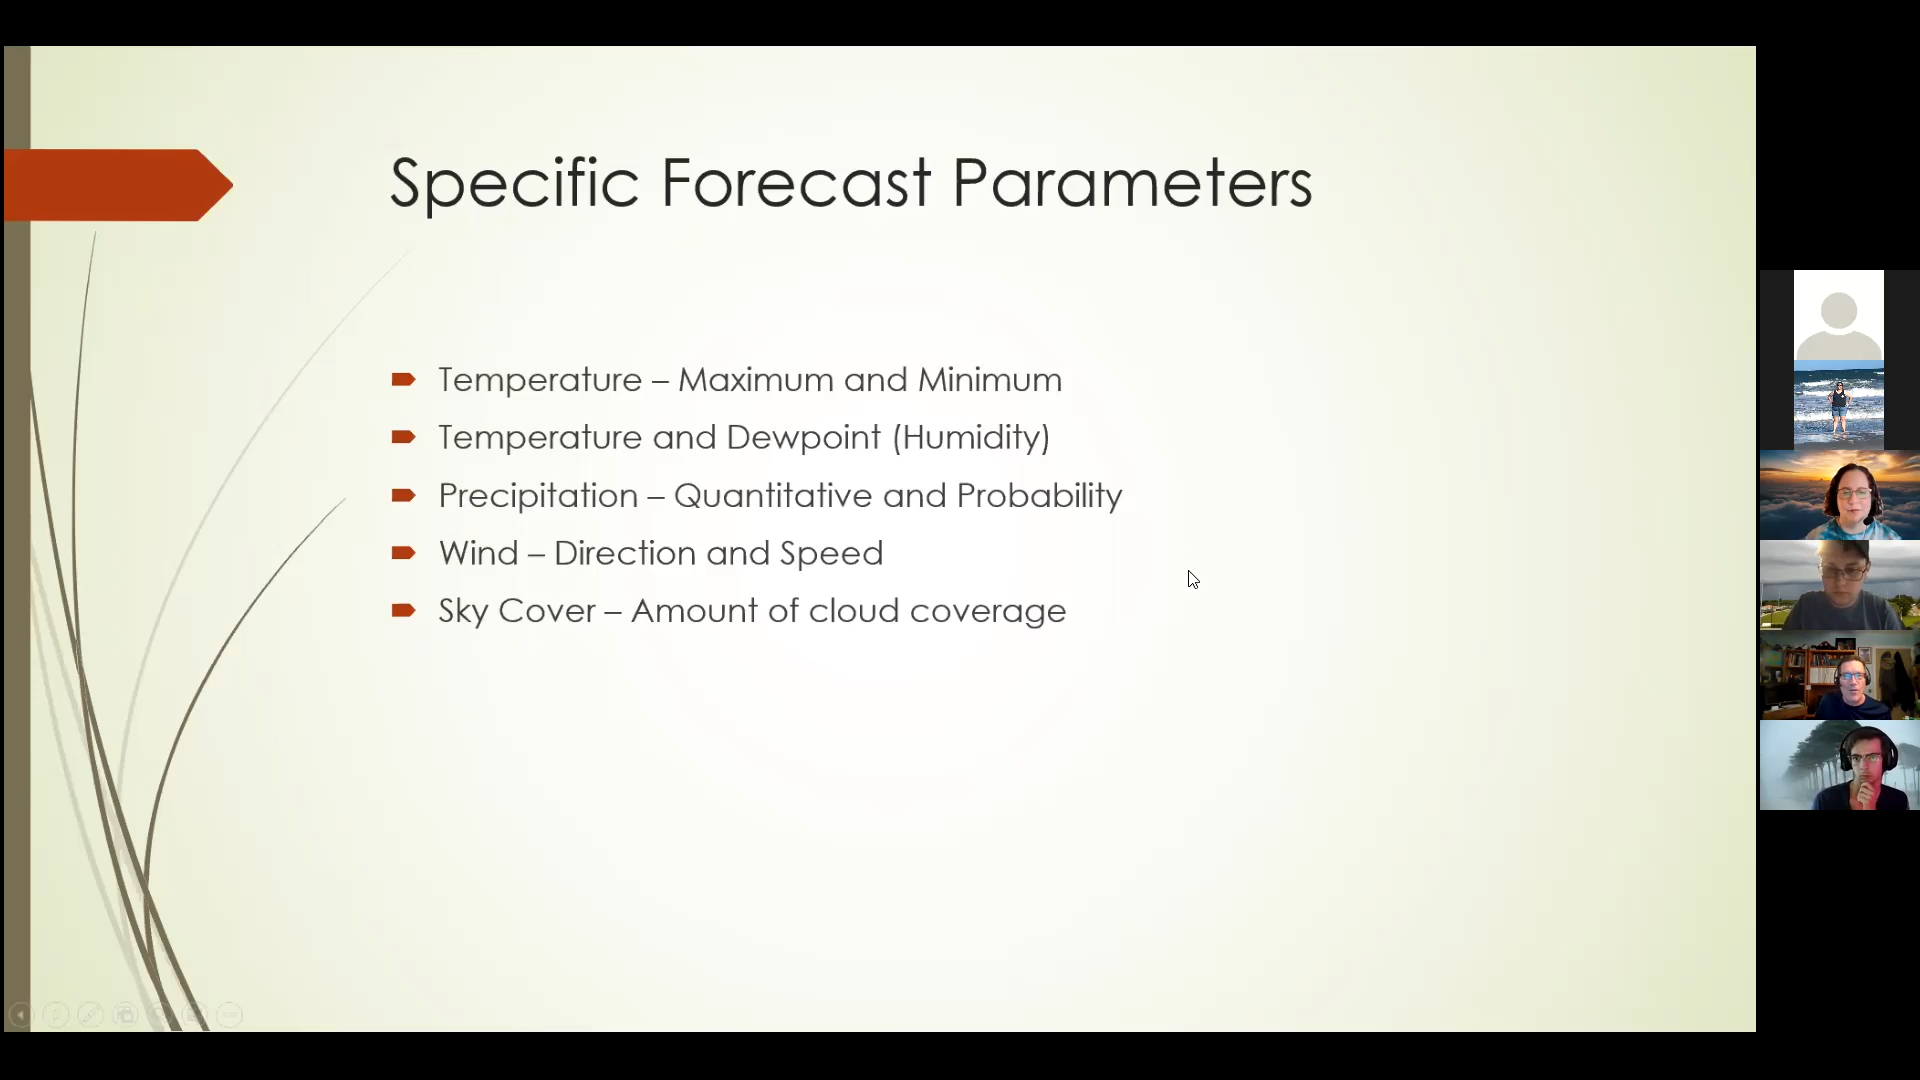 Specific Forecast Parameters
Temperature – Maximum and Minimum
Temperature and Dewpoint (Humidity)
Precipitation – Quantitative and Probability
Wind – Direction and Speed
Sky Cover – Amount of cloud coverage